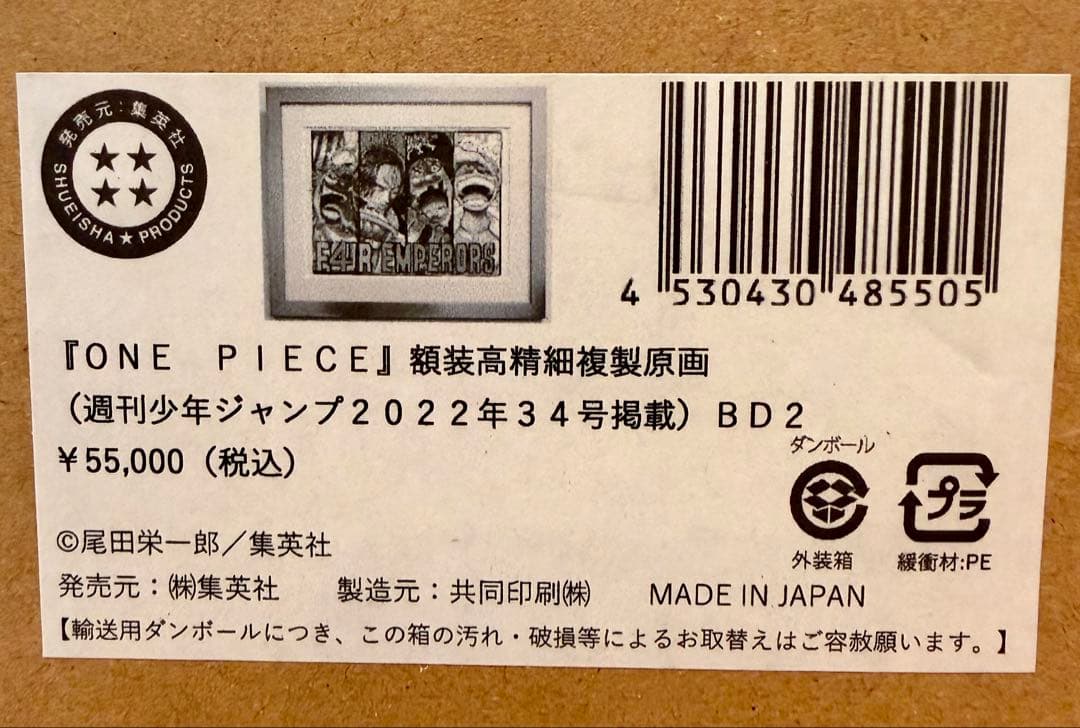 発売元:集英社
SHUEISHA★PRODUCTS
FOUR EMPERORS
4 530430 485505
『ONE PIECE』額装高精細複製原画
（週刊少年ジャンプ2022年34号掲載）BD2
¥55,000（税込）
ダンボール
プラ
外装箱
緩衝材:PE
©尾田栄一郎／集英社
発売元：㈱集英社 製造元：共同印刷㈱ MADE IN JAPAN
【輸送用ダンボールにつき、この箱の汚れ・破損等によるお取替えはご容赦願います。】